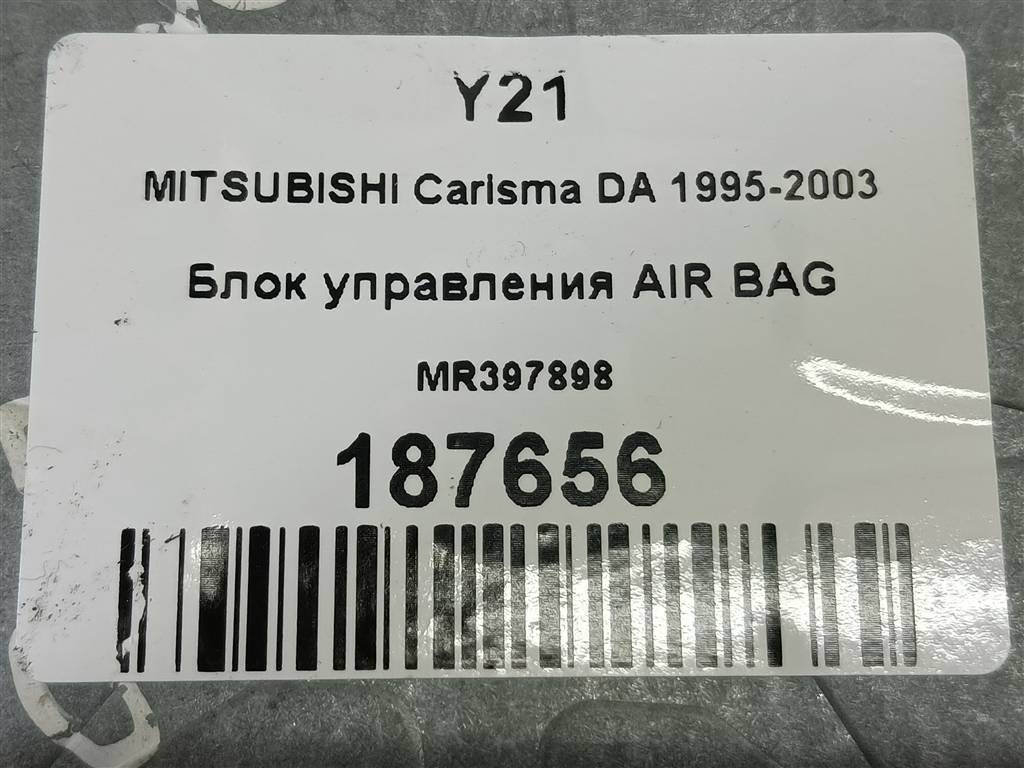 Y21
MITSUBISHI Carisma DA 1995-2003
Блок управления AIR BAG
MR397898
187656